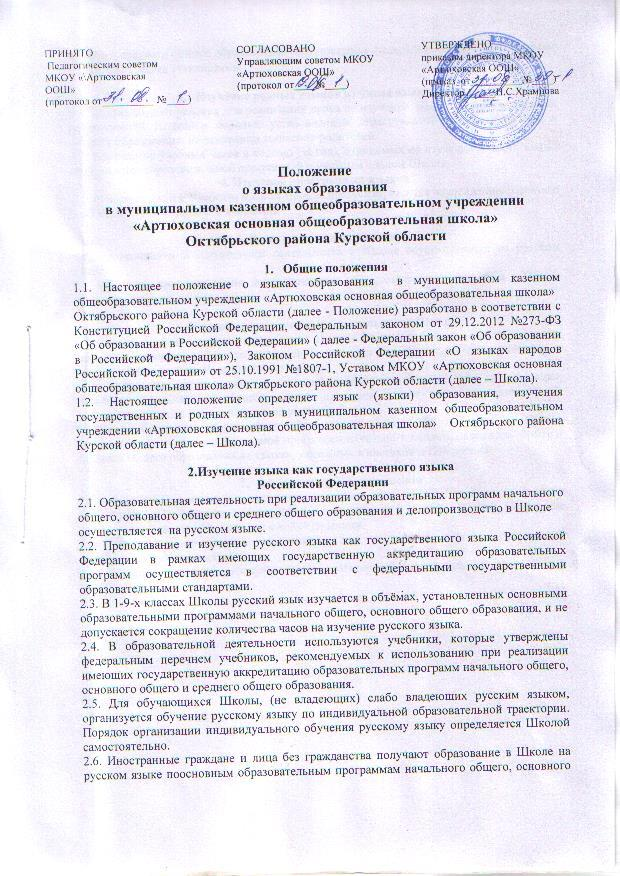 ПРИНЯТО
Педагогическим советом
МКОУ «Артюховская
ООШ»
(протокол от 31. 08. № 1. )
СОГЛАСОВАНО
Управляющим советом МКОУ
«Артюховская ООШ»
(протокол от № 1 )
УТВЕРЖДЕНО
приказом директора МКОУ
«Артюховская ООШ»
(приказ от №
Директор Н.С.Храмцова
Положение
о языках образования
в муниципальном казенном общеобразовательном учреждении
«Артюховская основная общеобразовательная школа»
Октябрьского района Курской области
1. Общие положения
1.1. Настоящее положение о языках образования в муниципальном казенном
общеобразовательном учреждении «Артюховская основная общеобразовательная школа»
Октябрьского района Курской области (далее - Положение) разработано в соответствии с
Конституцией Российской Федерации, Федеральным законом от 29.12.2012 №273-ФЗ
«Об образовании в Российской Федерации» ( далее - Федеральный закон «Об образовании
в Российской Федерации»), Законом Российской Федерации «О языках народов
Российской Федерации» от 25.10.1991 №1807-1, Уставом МКОУ «Артюховская основная
общеобразовательная школа» Октябрьского района Курской области (далее – Школа).
1.2. Настоящее положение определяет язык (языки) образования, изучения
государственных и родных языков в муниципальном казенном общеобразовательном
учреждении «Артюховская основная общеобразовательная школа» Октябрьского района
Курской области (далее – Школа).
2.Изучение языка как государственного языка
Российской Федерации
2.1. Образовательная деятельность при реализации образовательных программ начального
общего, основного общего и среднего общего образования и делопроизводство в Школе
осуществляется на русском языке.
2.2. Преподавание и изучение русского языка как государственного языка Российской
Федерации в рамках имеющих государственную аккредитацию образовательных
программ осуществляется в соответствии с федеральными государственными
образовательными стандартами.
2.3. В 1-9-х классах Школы русский язык изучается в объёмах, установленных основными
образовательными программами начального общего, основного общего образования, и не
допускается сокращение количества часов на изучение русского языка.
2.4. В образовательной деятельности используются учебники, которые утверждены
федеральным перечнем учебников, рекомендуемых к использованию при реализации
имеющих государственную аккредитацию образовательных программ начального общего,
основного общего и среднего общего образования.
2.5. Для обучающихся Школы, (не владеющих) слабо владеющих русским языком,
организуется обучение русскому языку по индивидуальной образовательной траектории.
Порядок организации индивидуального обучения русскому языку определяется Школой
самостоятельно.
2.6. Иностранные граждане и лица без гражданства получают образование в Школе на
русском языке поосновным образовательным программам начального общего, основного